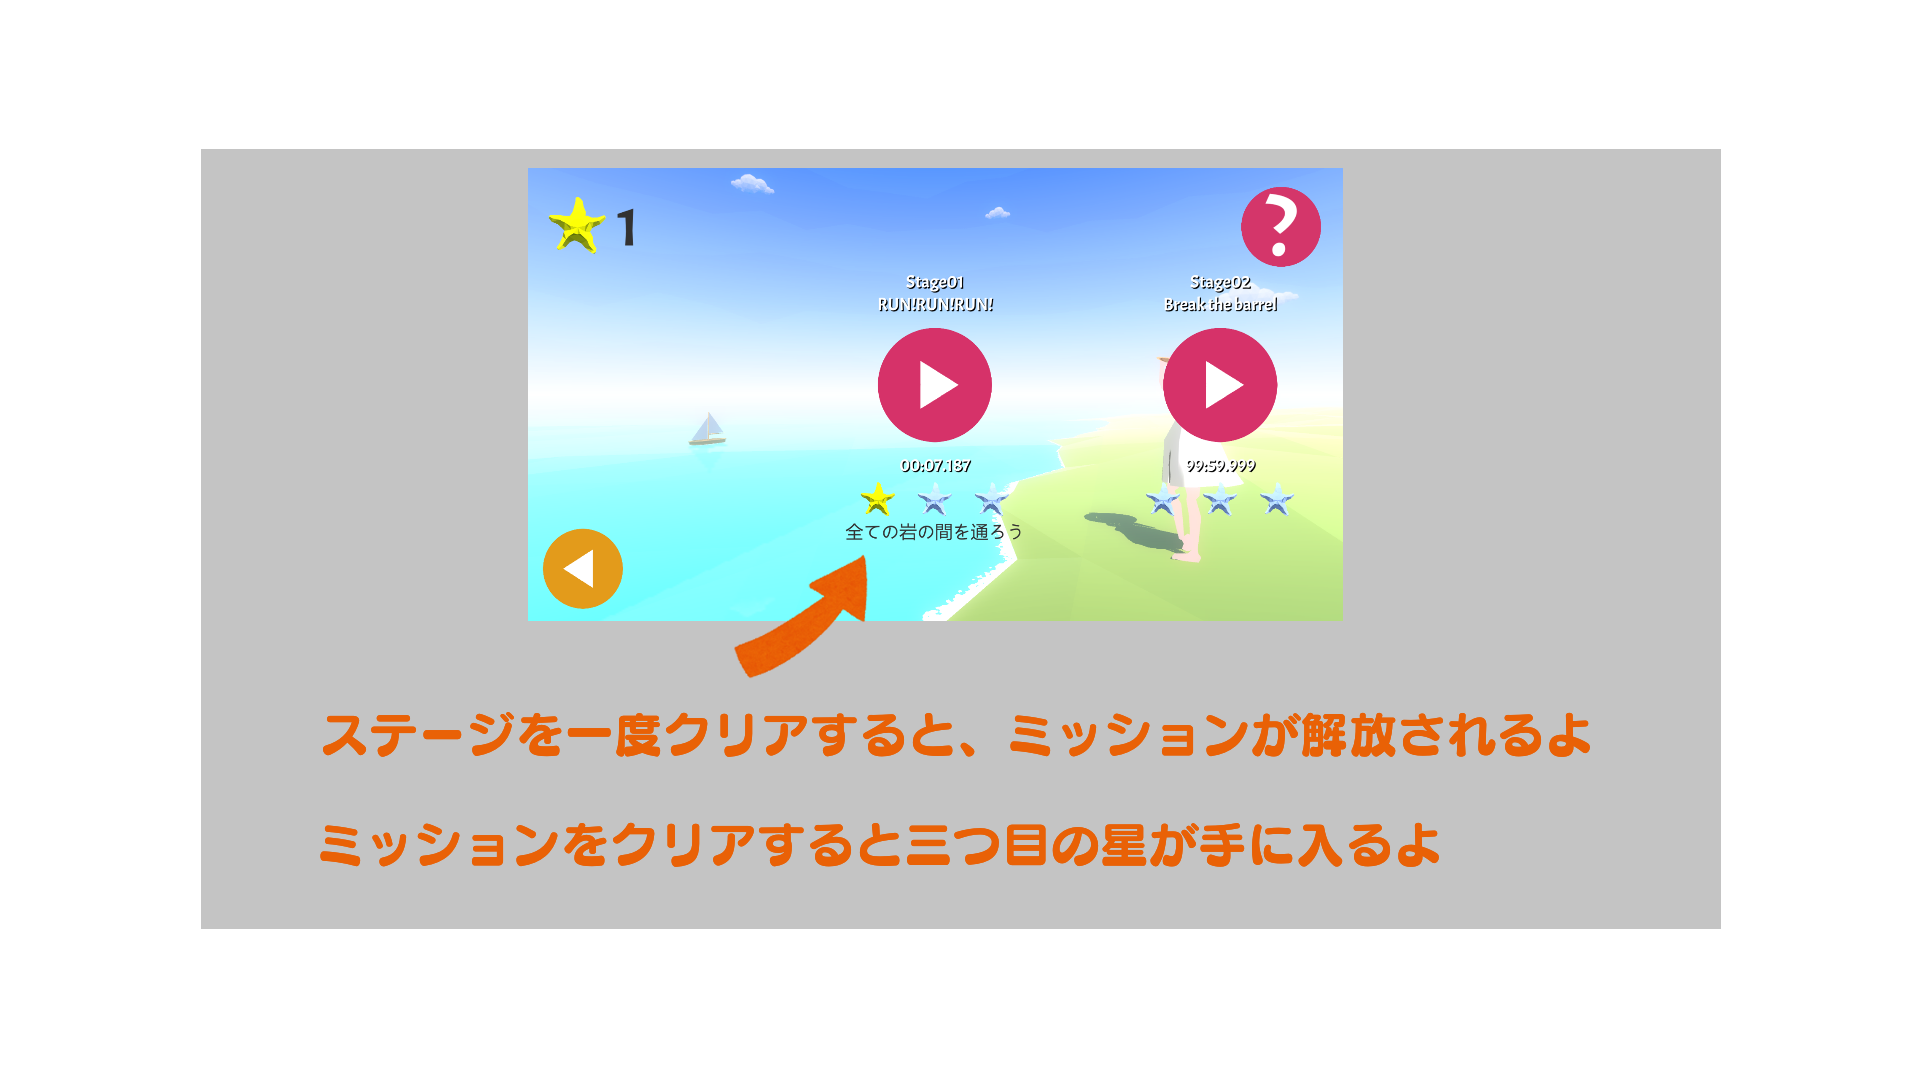 1
?
Stage01
RUN!RUN!RUN!
Stage02
Break the barrel
00:07.187
99:59.999
全ての岩の間を通ろう
ステージを一度クリアすると、ミッションが解放されるよ
ミッションをクリアすると三つ目の星が手に入るよ